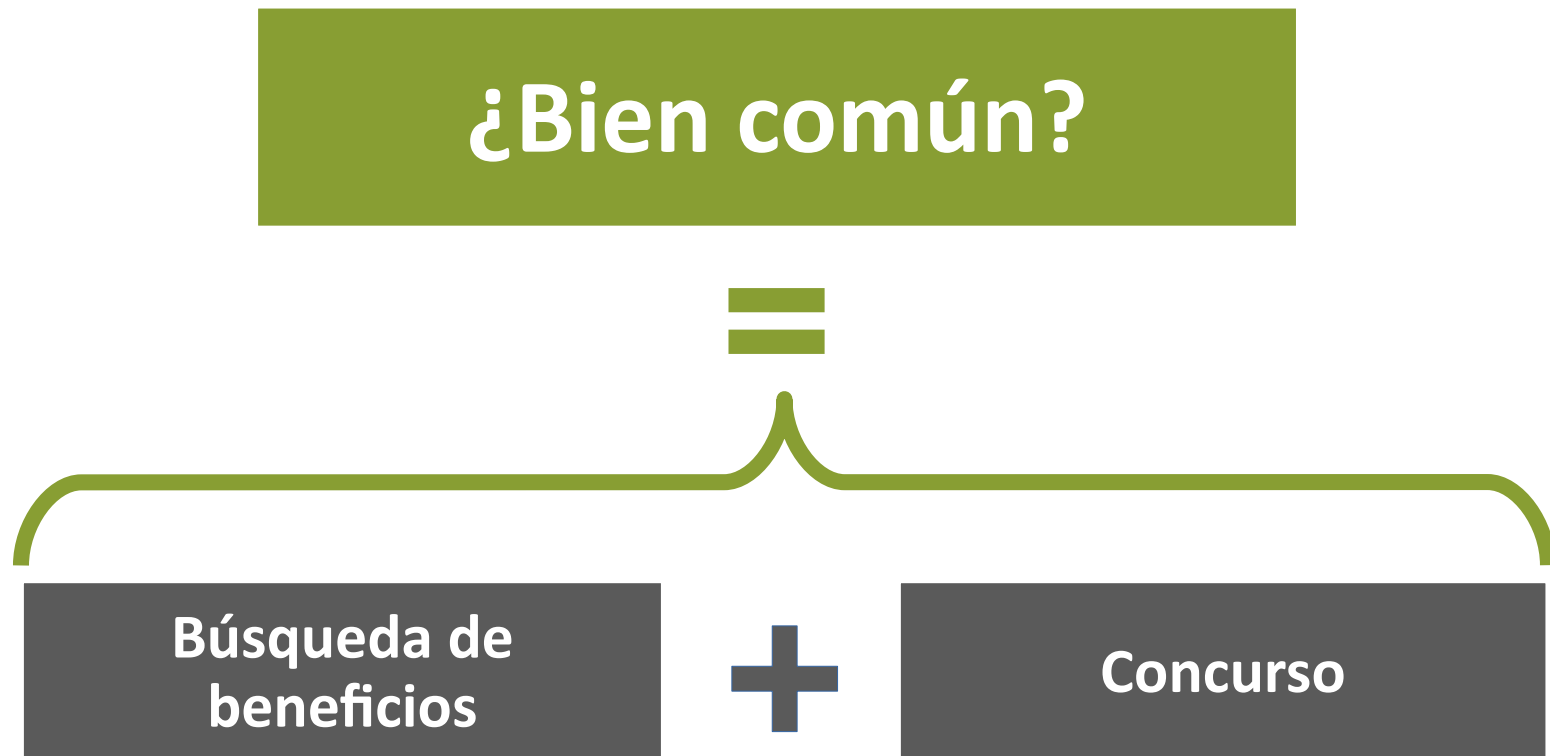 ¿Bien común?
=
Búsqueda de
beneficios
+
Concurso